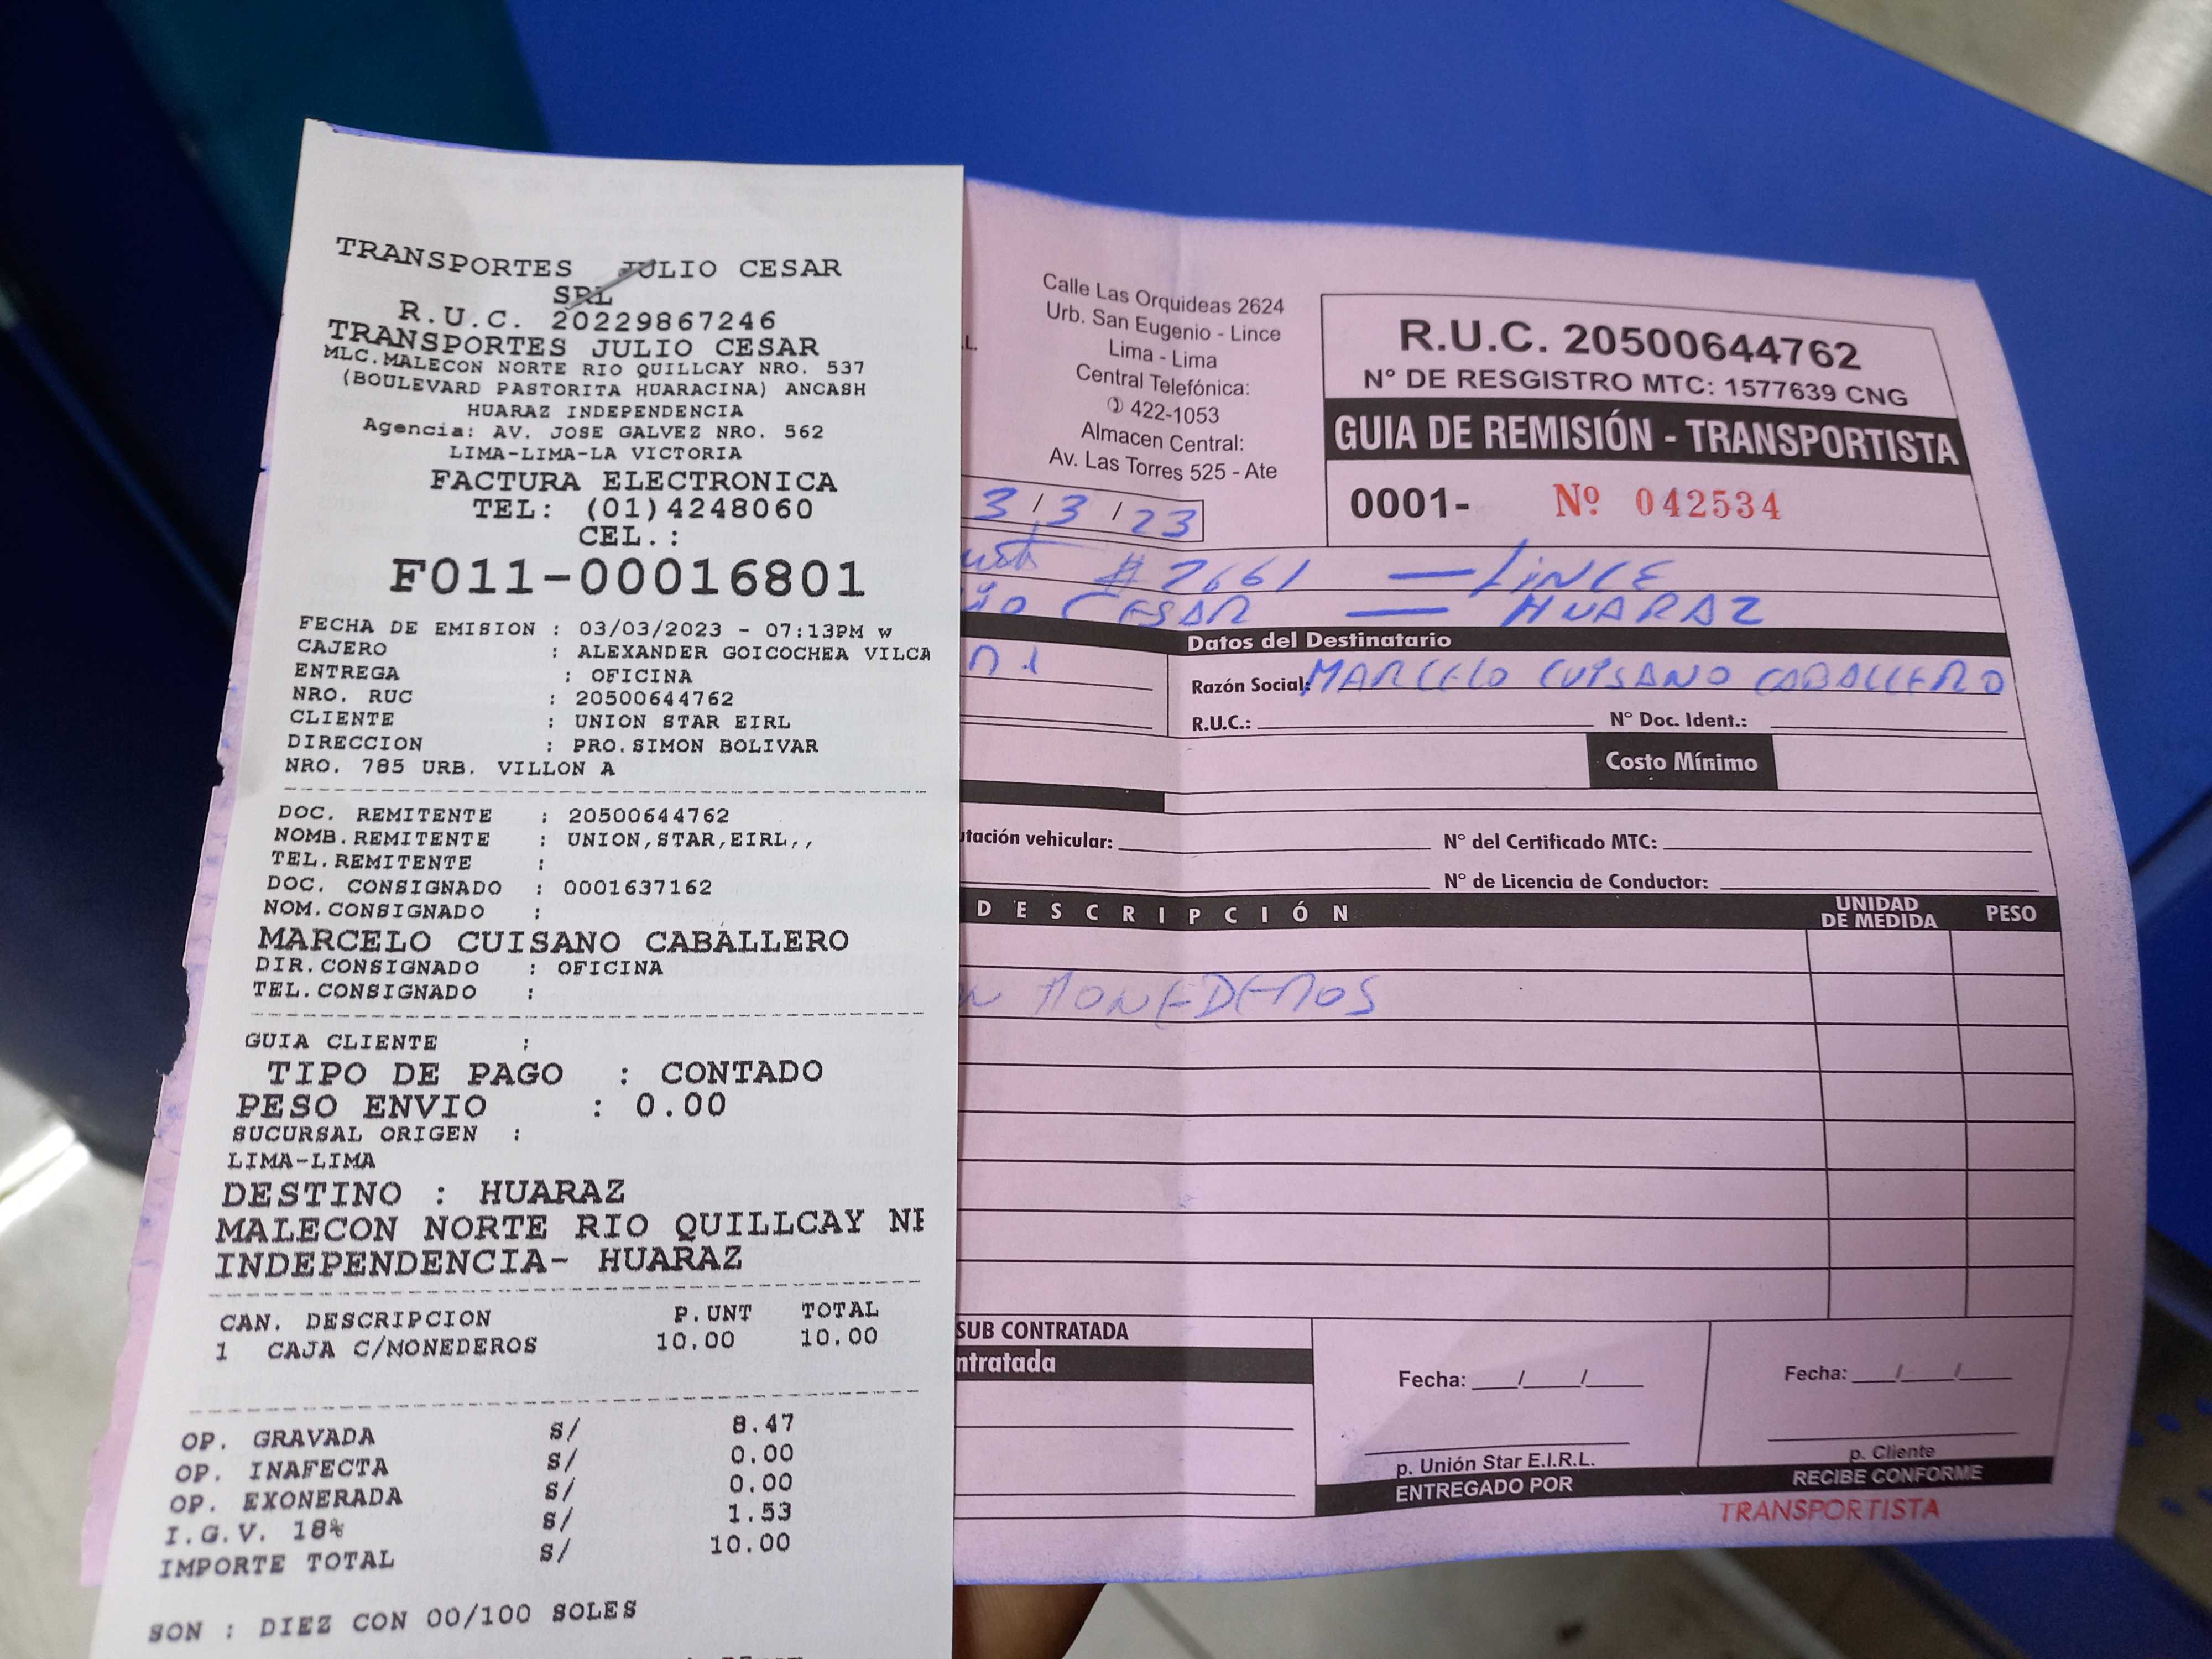 TRANSPORTES JULIO CESAR
SRL
R.U.C. 20229867246
TRANSPORTES JULIO CESAR
MLC.MALECON NORTE RIO QUILLCAY NRO. 537
(BOULEVARD PASTORITA HUARACINA) ANCASH
HUARAZ INDEPENDENCIA
Agencia: AV. JOSE GALVEZ NRO. 562
LIMA-LIMA-LA VICTORIA
FACTURA ELECTRONICA
TEL: (01)4248060
CEL.:
F011-00016801
FECHA DE EMISION : 03/03/2023 - 07:13PM w
CAJERO : ALEXANDER GOICOCHEA VILCA
ENTREGA : OFICINA
NRO. RUC : 20500644762
CLIENTE : UNION STAR EIRL
DIRECCION : PRO.SIMON BOLIVAR
NRO. 785 URB. VILLON A
DOC. REMITENTE : 20500644762
NOMB.REMITENTE : UNION,STAR,EIRL,,
TEL.REMITENTE :
DOC. CONSIGNADO : 0001637162
NOM.CONSIGNADO :
MARCELO CUISANO CABALLERO
DIR.CONSIGNADO : OFICINA
TEL.CONSIGNADO :
GUIA CLIENTE :
TIPO DE PAGO : CONTADO
PESO ENVIO : 0.00
SUCURSAL ORIGEN :
LIMA-LIMA
DESTINO : HUARAZ
MALECON NORTE RIO QUILLCAY
INDEPENDENCIA- HUARAZ
CAN. DESCRIPCION P.UNT TOTAL
1 CAJA C/MONEDEROS 10.00 10.00
OP. GRAVADA S/ 8.47
OP. INAFECTA S/ 0.00
OP. EXONERADA S/ 0.00
I.G.V. 18% S/ 1.53
IMPORTE TOTAL S/ 10.00
SON : DIEZ CON 00/100 SOLES
Calle Las Orquideas 2624
Urb. San Eugenio - Lince
Lima - Lima
Central Telefónica:
422-1053
Almacen Central:
Av. Las Torres 525 - Ate
R.U.C. 20500644762
N° DE RESGISTRO MTC: 1577639 CNG
GUIA DE REMISIÓN - TRANSPORTISTA
0001- Nº 042534
3/3/23
# 2661 — LINCE
CESAR — HUARAZ
Datos del Destinatario
Razón Social: MARCELO CUISANO CABALLERO
R.U.C.: N° Doc. Ident.:
Costo Mínimo
vehicular: N° del Certificado MTC:
N° de Licencia de Conductor:
DESCRIPCIÓN UNIDAD DE MEDIDA PESO
MONEDEROS
SUB CONTRATADA
ntratada
Fecha: __/__/__ Fecha: __/__/__
p. Unión Star E.I.R.L. p. Cliente
ENTREGADO POR RECIBE CONFORME
TRANSPORTISTA